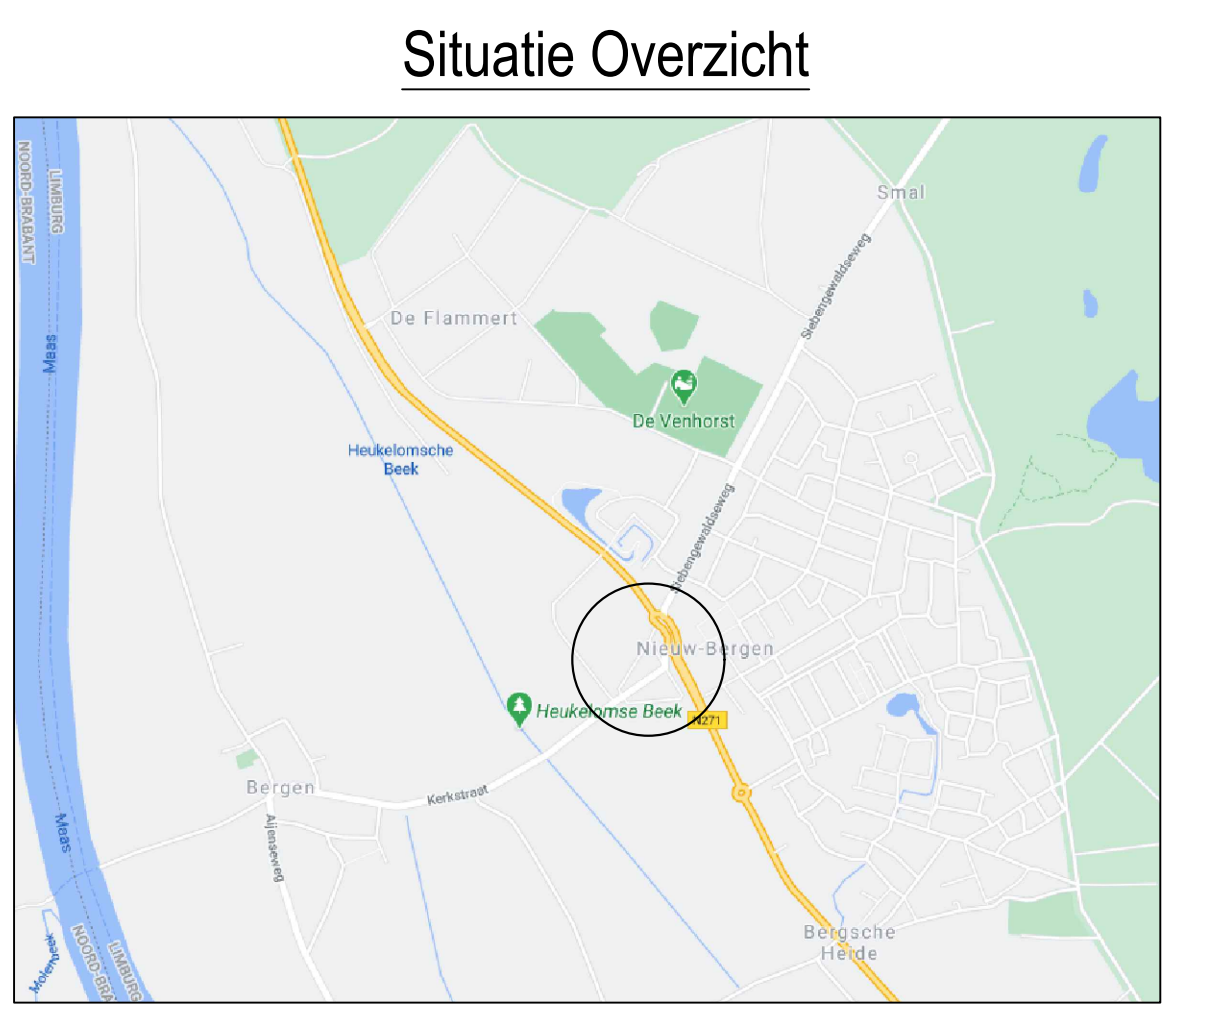 Situatie Overzicht
NOORD-BRABANT
LIMBURG
Smal
Siebengewaldseweg
De Flammert
Maas
De Venhorst
Heukelomsche
Beek
Siebengewaldseweg
Nieuw-Bergen
Heukelomse Beek
N271
Bergen
Kerkstraat
Aijenseweg
Maas
Bergsche
Heide
Molenbeek
NOORD-BRA
LIMBURG